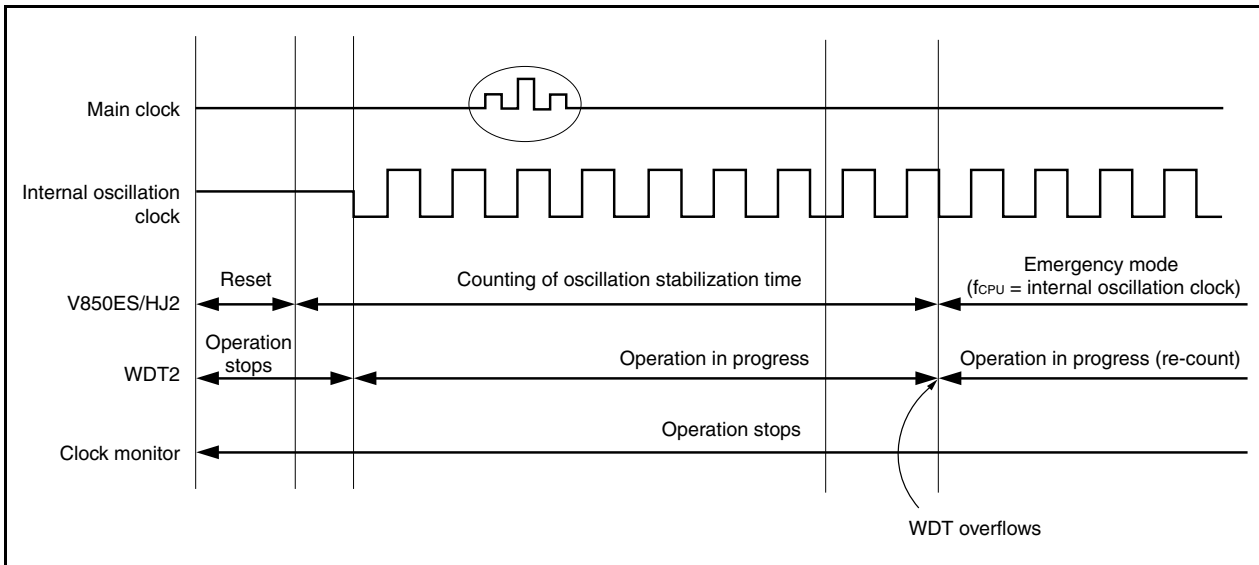 Main clock
Internal oscillation
clock
Reset
Counting of oscillation stabilization time
Emergency mode
(fCPU = internal oscillation clock)
V850ES/HJ2
Operation
stops
Operation in progress
Operation in progress (re-count)
WDT2
Operation stops
Clock monitor
WDT overflows